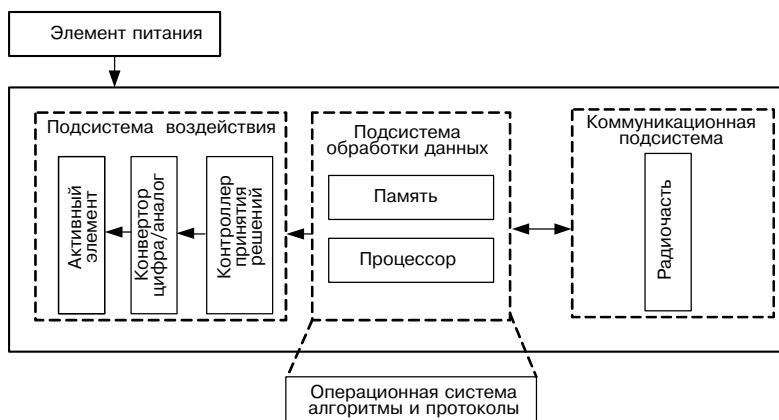 Элемент питания
Подсистема воздействия
Активный
элемент
Конвертор
цифра/аналог
Контроллер
принятия
решений
Подсистема
обработки данных
Память
Процессор
Коммуникационная
подсистема
Радиочасть
Операционная система
алгоритмы и протоколы